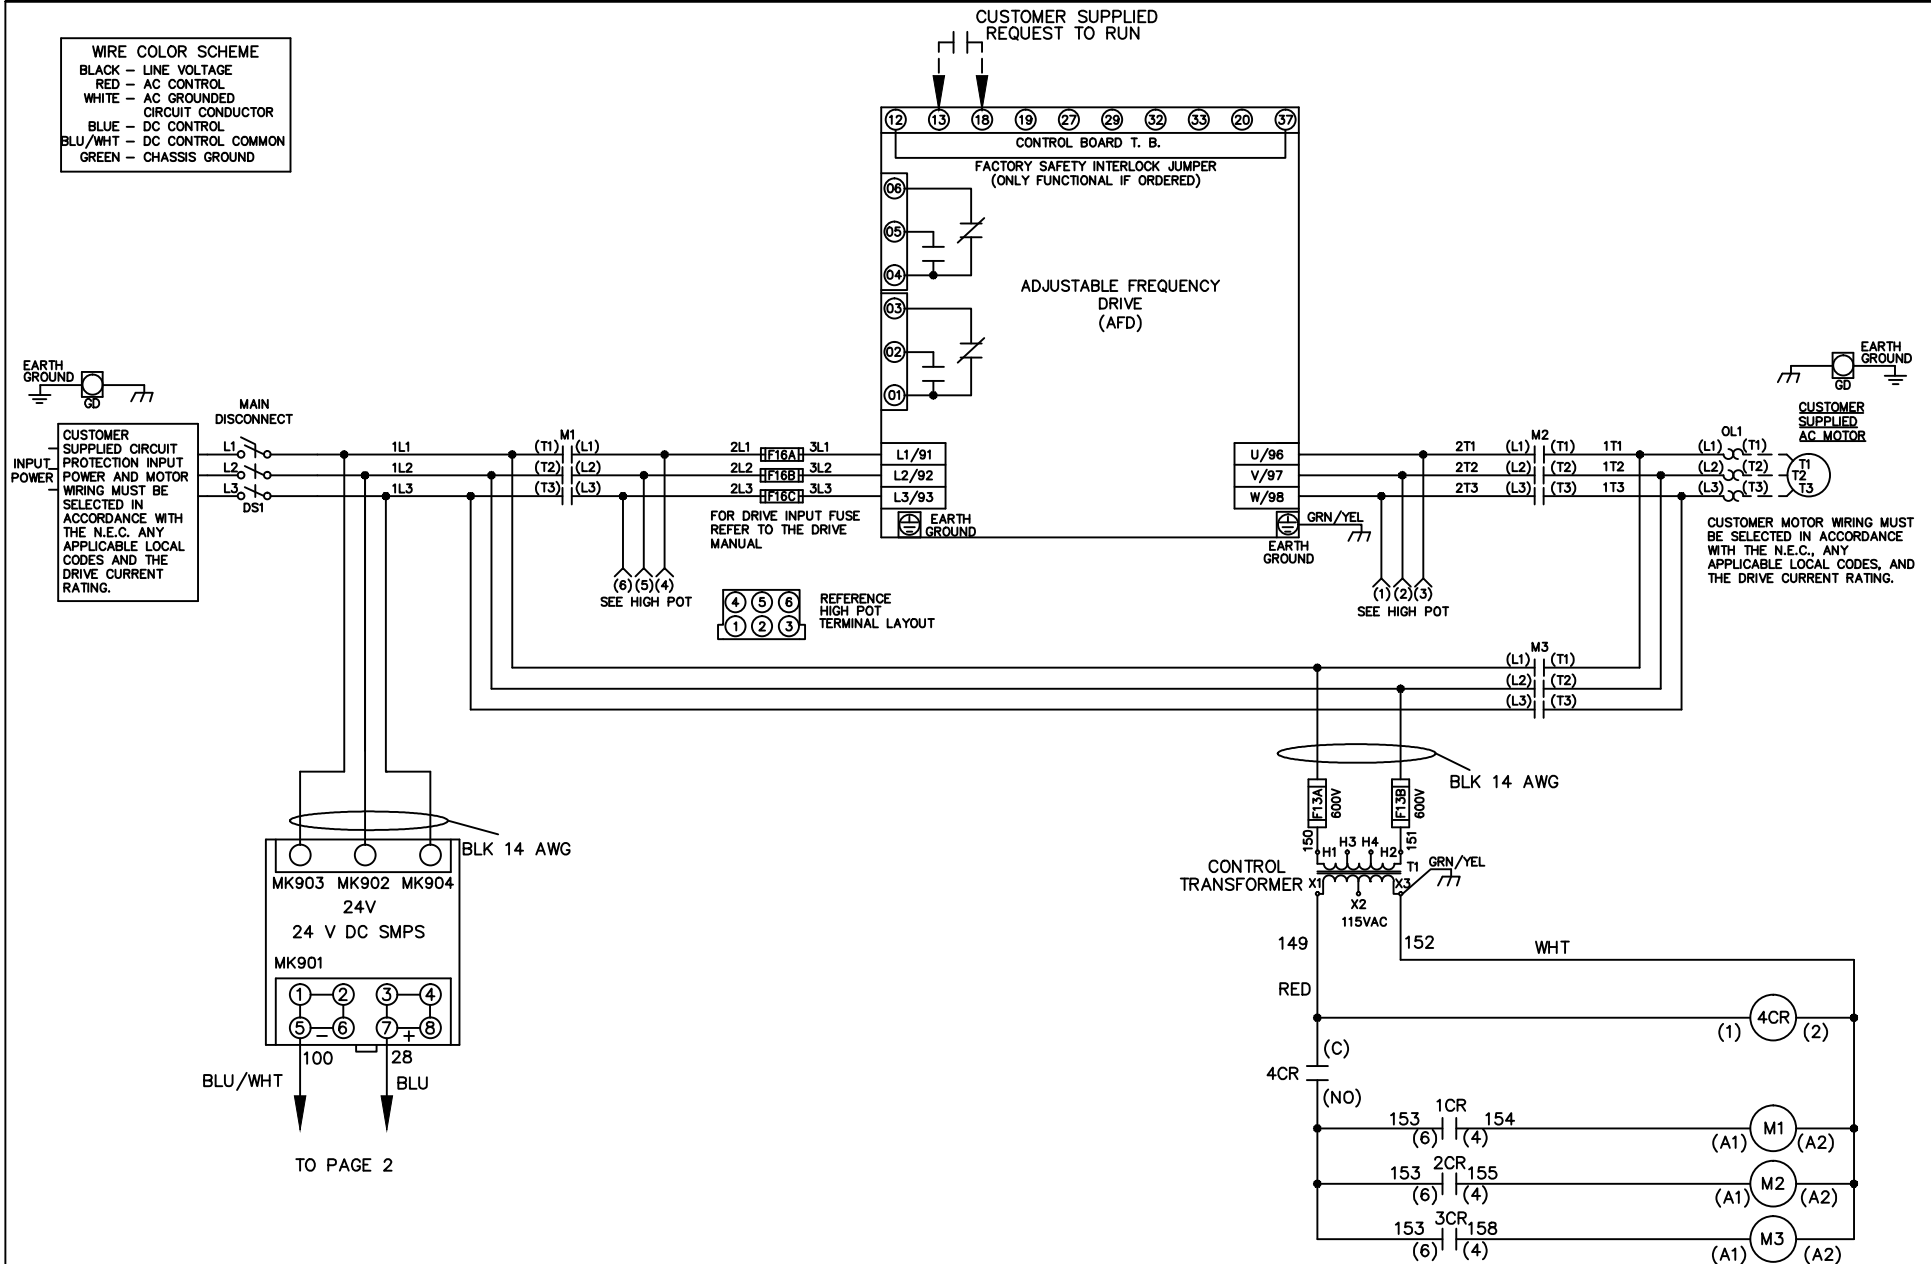 CUSTOMER SUPPLIED
REQUEST TO RUN
WIRE COLOR SCHEME
BLACK – LINE VOLTAGE
RED – AC CONTROL
WHITE – AC GROUNDED
CIRCUIT CONDUCTOR
BLUE – DC CONTROL
BLU/WHT – DC CONTROL COMMON
GREEN – CHASSIS GROUND
12 13 18 19 27 29 32 33 20 37
CONTROL BOARD T. B.
FACTORY SAFETY INTERLOCK JUMPER
(ONLY FUNCTIONAL IF ORDERED)
06
05
04
03
02
01
ADJUSTABLE FREQUENCY
DRIVE
(AFD)
EARTH
GROUND
GD
MAIN
DISCONNECT
INPUT
POWER
CUSTOMER
SUPPLIED CIRCUIT
PROTECTION INPUT
POWER AND MOTOR
WIRING MUST BE
SELECTED IN
ACCORDANCE WITH
THE N.E.C. ANY
APPLICABLE LOCAL
CODES AND THE
DRIVE CURRENT
RATING.
L1
L2
L3
DS1
1L1
1L2
1L3
M1
(T1) (L1)
(T2) (L2)
(T3) (L3)
2L1 F16A 3L1
2L2 F16B 3L2
2L3 F16C 3L3
L1/91
L2/92
L3/93
EARTH
GROUND
FOR DRIVE INPUT FUSE
REFER TO THE DRIVE
MANUAL
(6) (5) (4)
SEE HIGH POT
4 5 6
1 2 3
REFERENCE
HIGH POT
TERMINAL LAYOUT
U/96
V/97
W/98
GRN/YEL
EARTH
GROUND
2T1
2T2
2T3
M2
(L1) (T1)
(L2) (T2)
(L3) (T3)
1T1
1T2
1T3
OL1
(L1) (T1)
(L2) (T2)
(L3) (T3)
T1
T2
T3
EARTH
GROUND
GD
CUSTOMER
SUPPLIED
AC MOTOR
CUSTOMER MOTOR WIRING MUST
BE SELECTED IN ACCORDANCE
WITH THE N.E.C., ANY
APPLICABLE LOCAL CODES, AND
THE DRIVE CURRENT RATING.
(1) (2) (3)
SEE HIGH POT
M3
(L1) (T1)
(L2) (T2)
(L3) (T3)
BLK 14 AWG
F13A
600V
F13B
600V
150
151
H1 H3 H4 H2
T1
GRN/YEL
CONTROL
TRANSFORMER
X1
X3
X2
115VAC
149
152
WHT
RED
4CR
(1) (2)
(C)
4CR
(NO)
1CR
153 154
(6) (4)
(A1) M1 (A2)
2CR
153 155
(6) (4)
(A1) M2 (A2)
3CR
153 158
(6) (4)
(A1) M3 (A2)
BLK 14 AWG
MK903 MK902 MK904
24V
24 V DC SMPS
MK901
1 2 3 4
5 – 6 7 + 8
100
28
BLU/WHT
BLU
TO PAGE 2